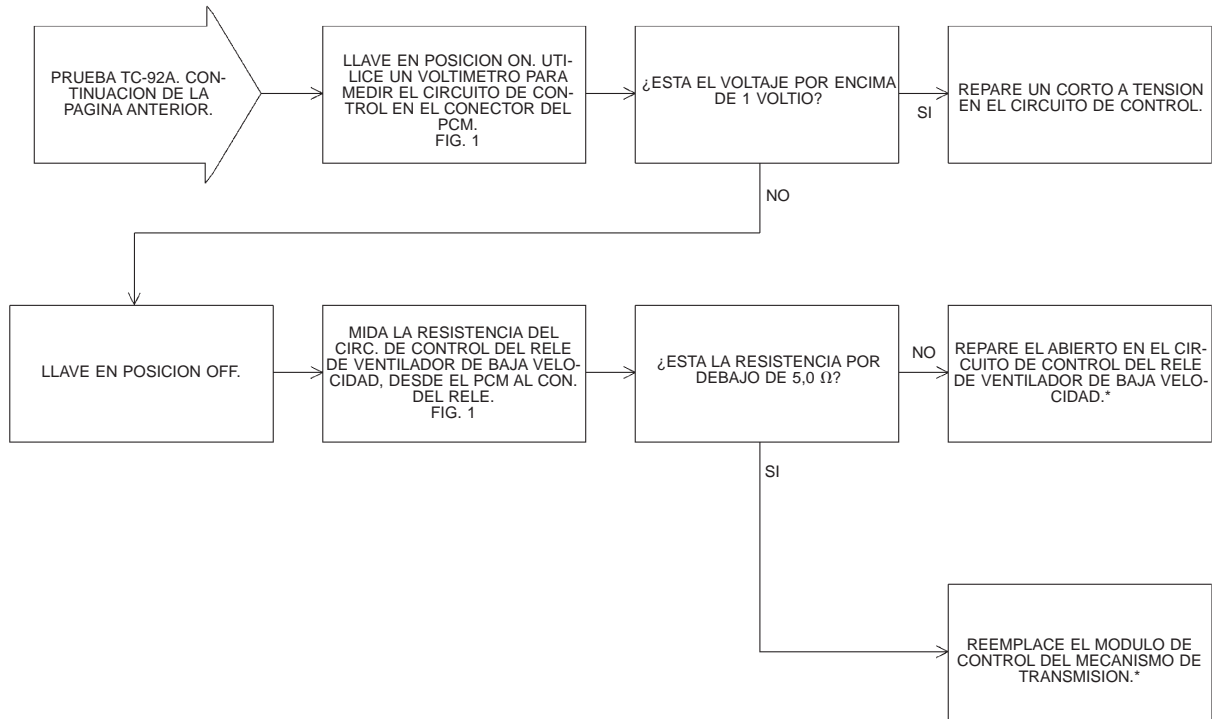 PRUEBA TC-92A. CON-
TINUACION DE LA
PAGINA ANTERIOR.
LLAVE EN POSICION ON. UTI-
LICE UN VOLTIMETRO PARA
MEDIR EL CIRCUITO DE CON-
TROL EN EL CONECTOR DEL
PCM.
FIG. 1
¿ESTA EL VOLTAJE POR ENCIMA
DE 1 VOLTIO?
SI
REPARE UN CORTO A TENSION
EN EL CIRCUITO DE CONTROL.
NO
LLAVE EN POSICION OFF.
MIDA LA RESISTENCIA DEL
CIRC. DE CONTROL DEL RELE
DE VENTILADOR DE BAJA VELO-
CIDAD, DESDE EL PCM AL CON.
DEL RELE.
FIG. 1
¿ESTA LA RESISTENCIA POR
DEBAJO DE 5,0 Ω?
NO
REPARE EL ABIERTO EN EL CIR-
CUITO DE CONTROL DEL RELE
DE VENTILADOR DE BAJA VELO-
CIDAD.*
SI
REEMPLACE EL MODULO DE
CONTROL DEL MECANISMO DE
TRANSMISION.*